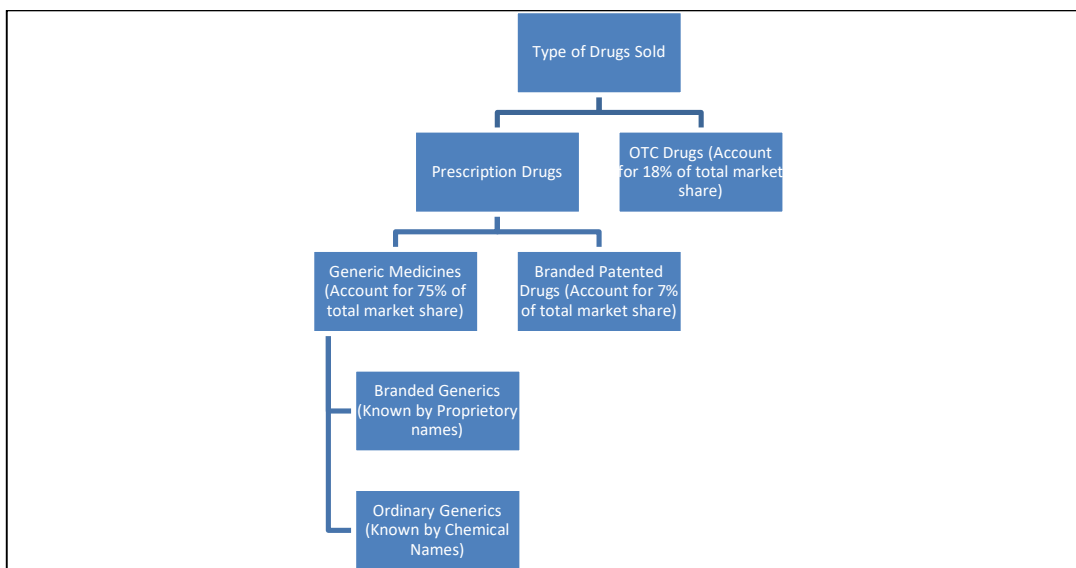 Type of Drugs Sold
Prescription Drugs
OTC Drugs (Account
for 18% of total market
share)
Generic Medicines
(Account for 75% of
total market share)
Branded Patented
Drugs (Account for 7%
of total market share)
Branded Generics
(Known by Proprietory
names)
Ordinary Generics
(Known by Chemical
Names)